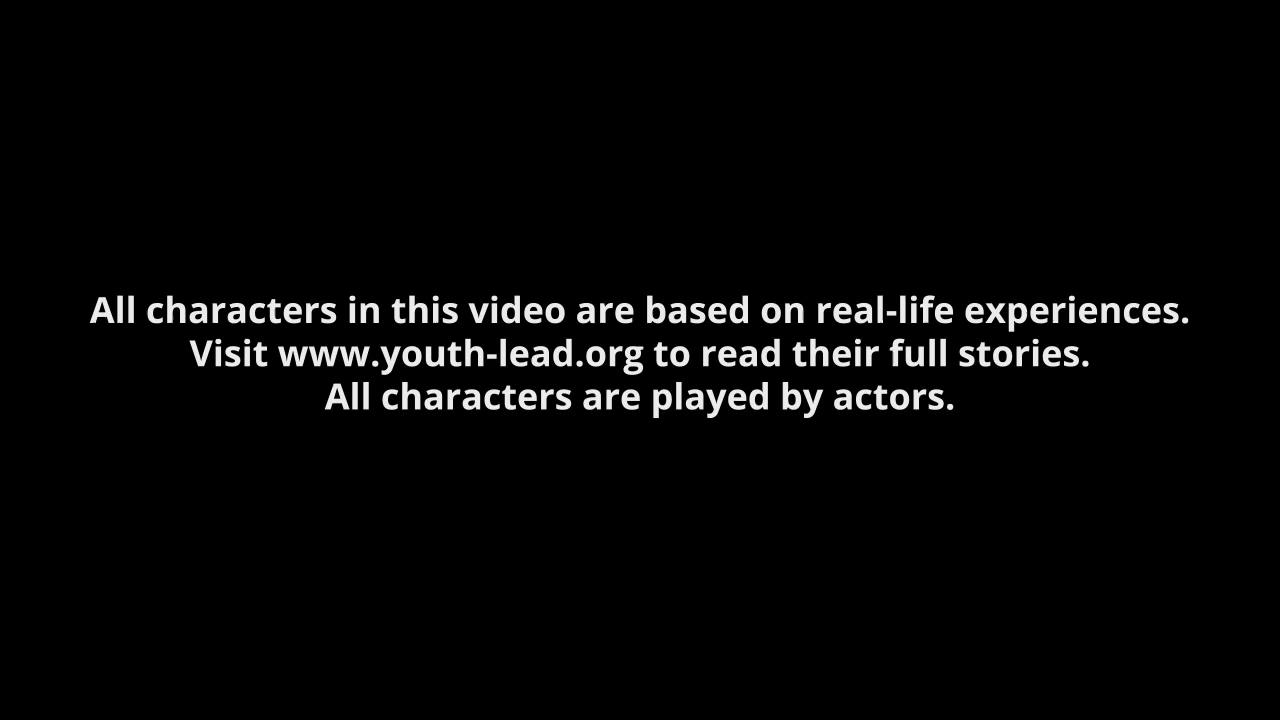 All characters in this video are based on real-life experiences.
Visit www.youth-lead.org to read their full stories.
All characters are played by actors.